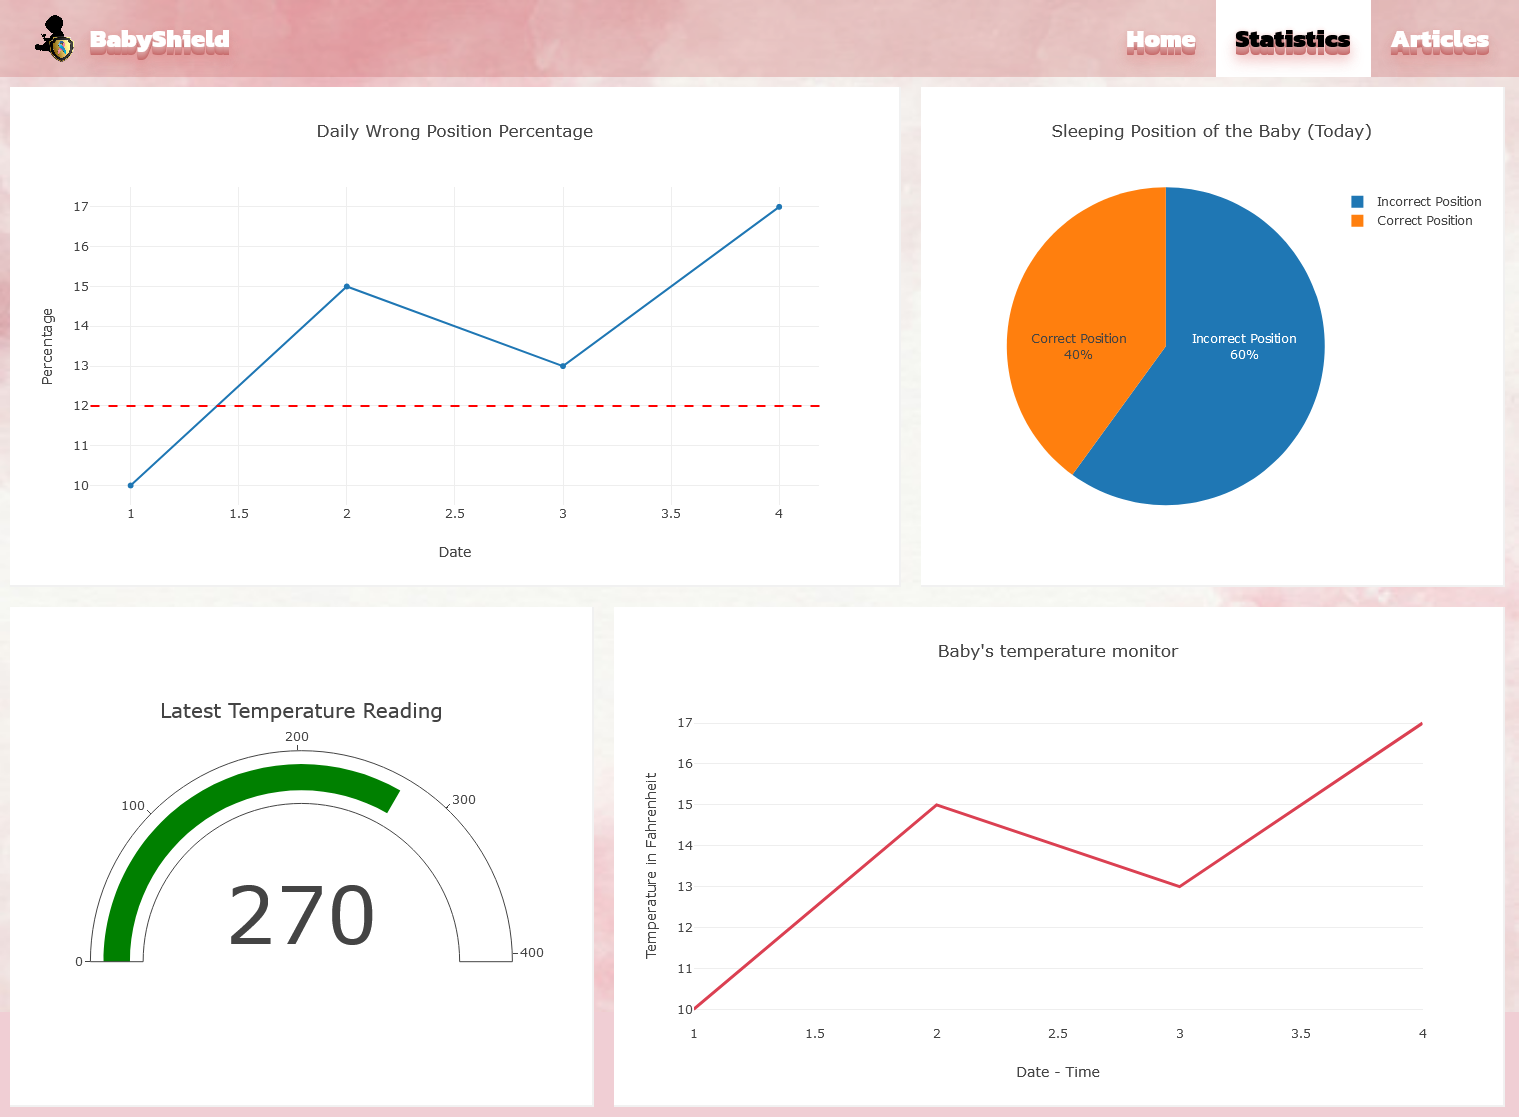 BabyShield
Home
Statistics
Articles
Daily Wrong Position Percentage
17
16
15
14
13
12
11
10
Percentage
1
1.5
2
2.5
3
3.5
4
Date
Sleeping Position of the Baby (Today)
Incorrect Position
Correct Position
Correct Position
40%
Incorrect Position
60%
Latest Temperature Reading
0
100
200
300
400
270
Baby's temperature monitor
17
16
15
14
13
12
11
10
Temperature in Fahrenheit
1
1.5
2
2.5
3
3.5
4
Date - Time